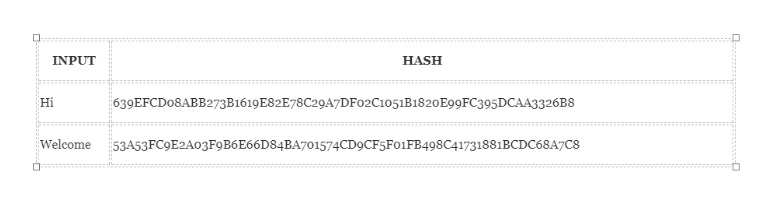 INPUT HASH
Hi 639EFCD08ABB273B1619E82E78C29A7DF02C1051B1820E99FC395DCAA3326B8
Welcome 53A53FC9E2A03F9B6E66D84BA701574CD9CF5F01FB498C41731881BCDC68A7C8